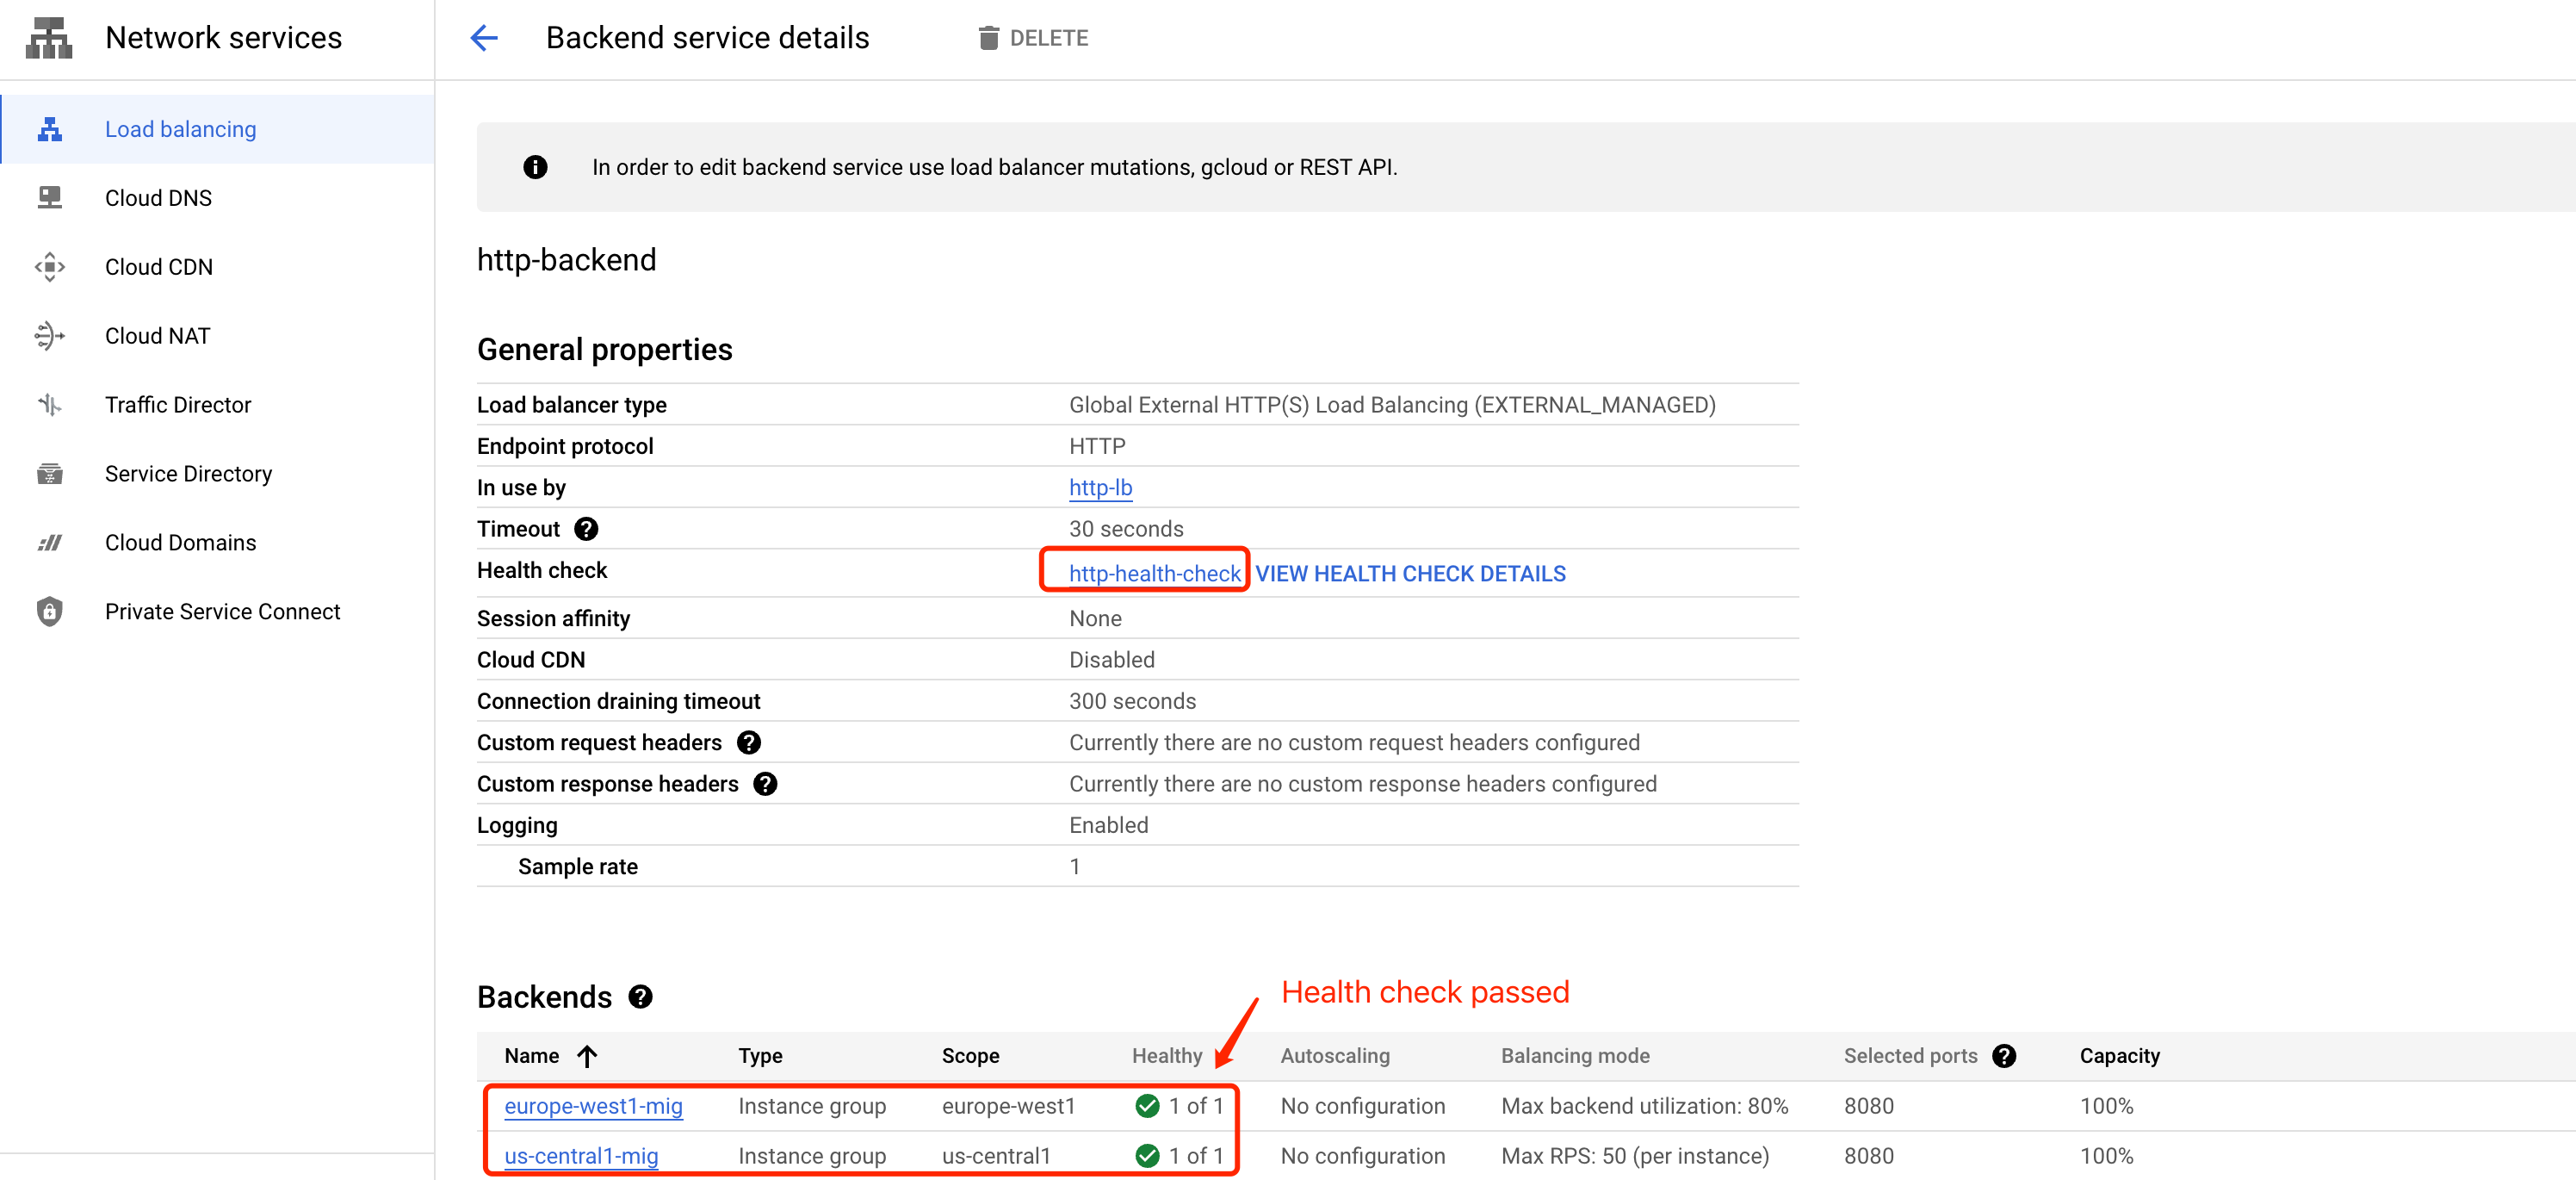 Network services
Backend service details
DELETE
Load balancing
Cloud DNS
Cloud CDN
Cloud NAT
Traffic Director
Service Directory
Cloud Domains
Private Service Connect
In order to edit backend service use load balancer mutations, gcloud or REST API.
http-backend
General properties
Load balancer type Global External HTTP(S) Load Balancing (EXTERNAL_MANAGED)
Endpoint protocol HTTP
In use by http-lb
Timeout 30 seconds
Health check http-health-check VIEW HEALTH CHECK DETAILS
Session affinity None
Cloud CDN Disabled
Connection draining timeout 300 seconds
Custom request headers Currently there are no custom request headers configured
Custom response headers Currently there are no custom response headers configured
Logging Enabled
Sample rate 1
Backends
Health check passed
Name Type Scope Healthy Autoscaling Balancing mode Selected ports Capacity
europe-west1-mig Instance group europe-west1 1 of 1 No configuration Max backend utilization: 80% 8080 100%
us-central1-mig Instance group us-central1 1 of 1 No configuration Max RPS: 50 (per instance) 8080 100%